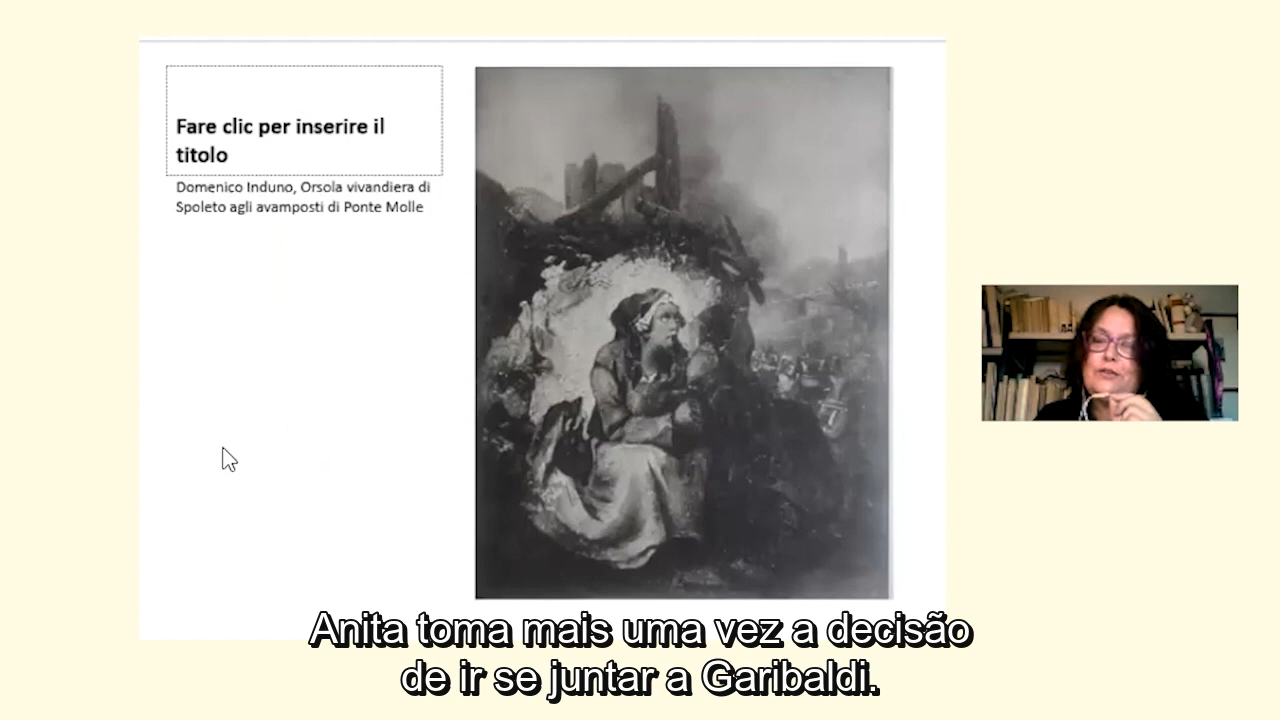 Fare clic per inserire il
titolo
Domenico Induno, Orsola vivandiera di
Spoleto agli avamposti di Ponte Molle
Anita toma mais uma vez a decisão
de ir se juntar a Garibaldi.